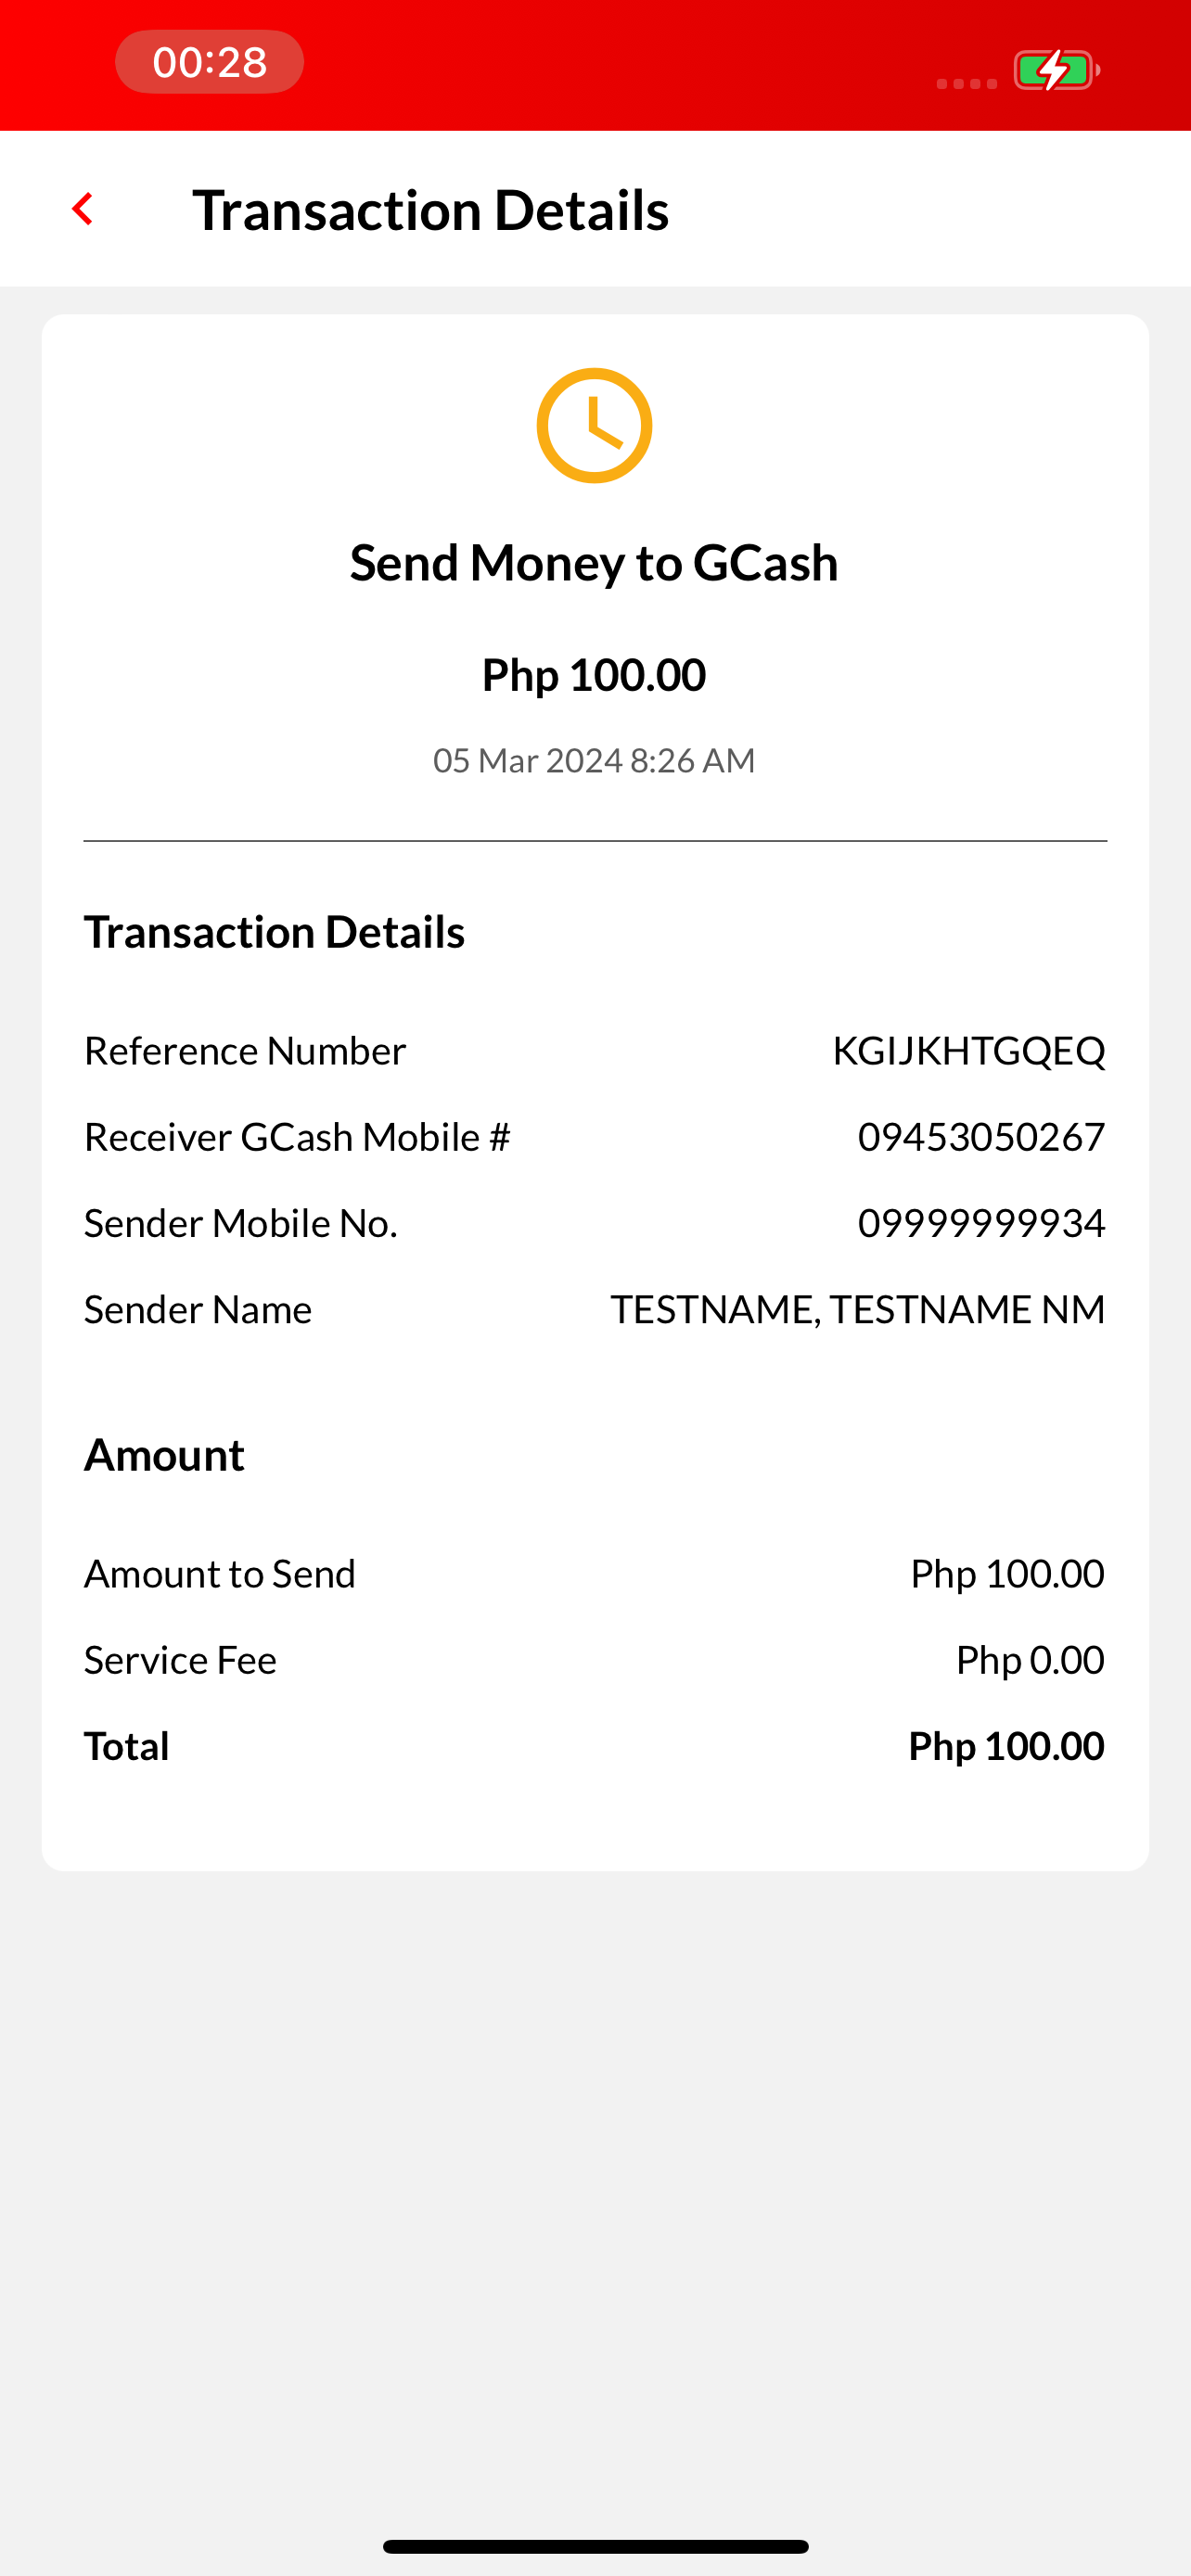 00:28
Transaction Details
Send Money to GCash
Php 100.00
05 Mar 2024 8:26 AM
Transaction Details
Reference Number KGIJKHTGQEQ
Receiver GCash Mobile # 09453050267
Sender Mobile No. 09999999934
Sender Name TESTNAME, TESTNAME NM
Amount
Amount to Send Php 100.00
Service Fee Php 0.00
Total Php 100.00